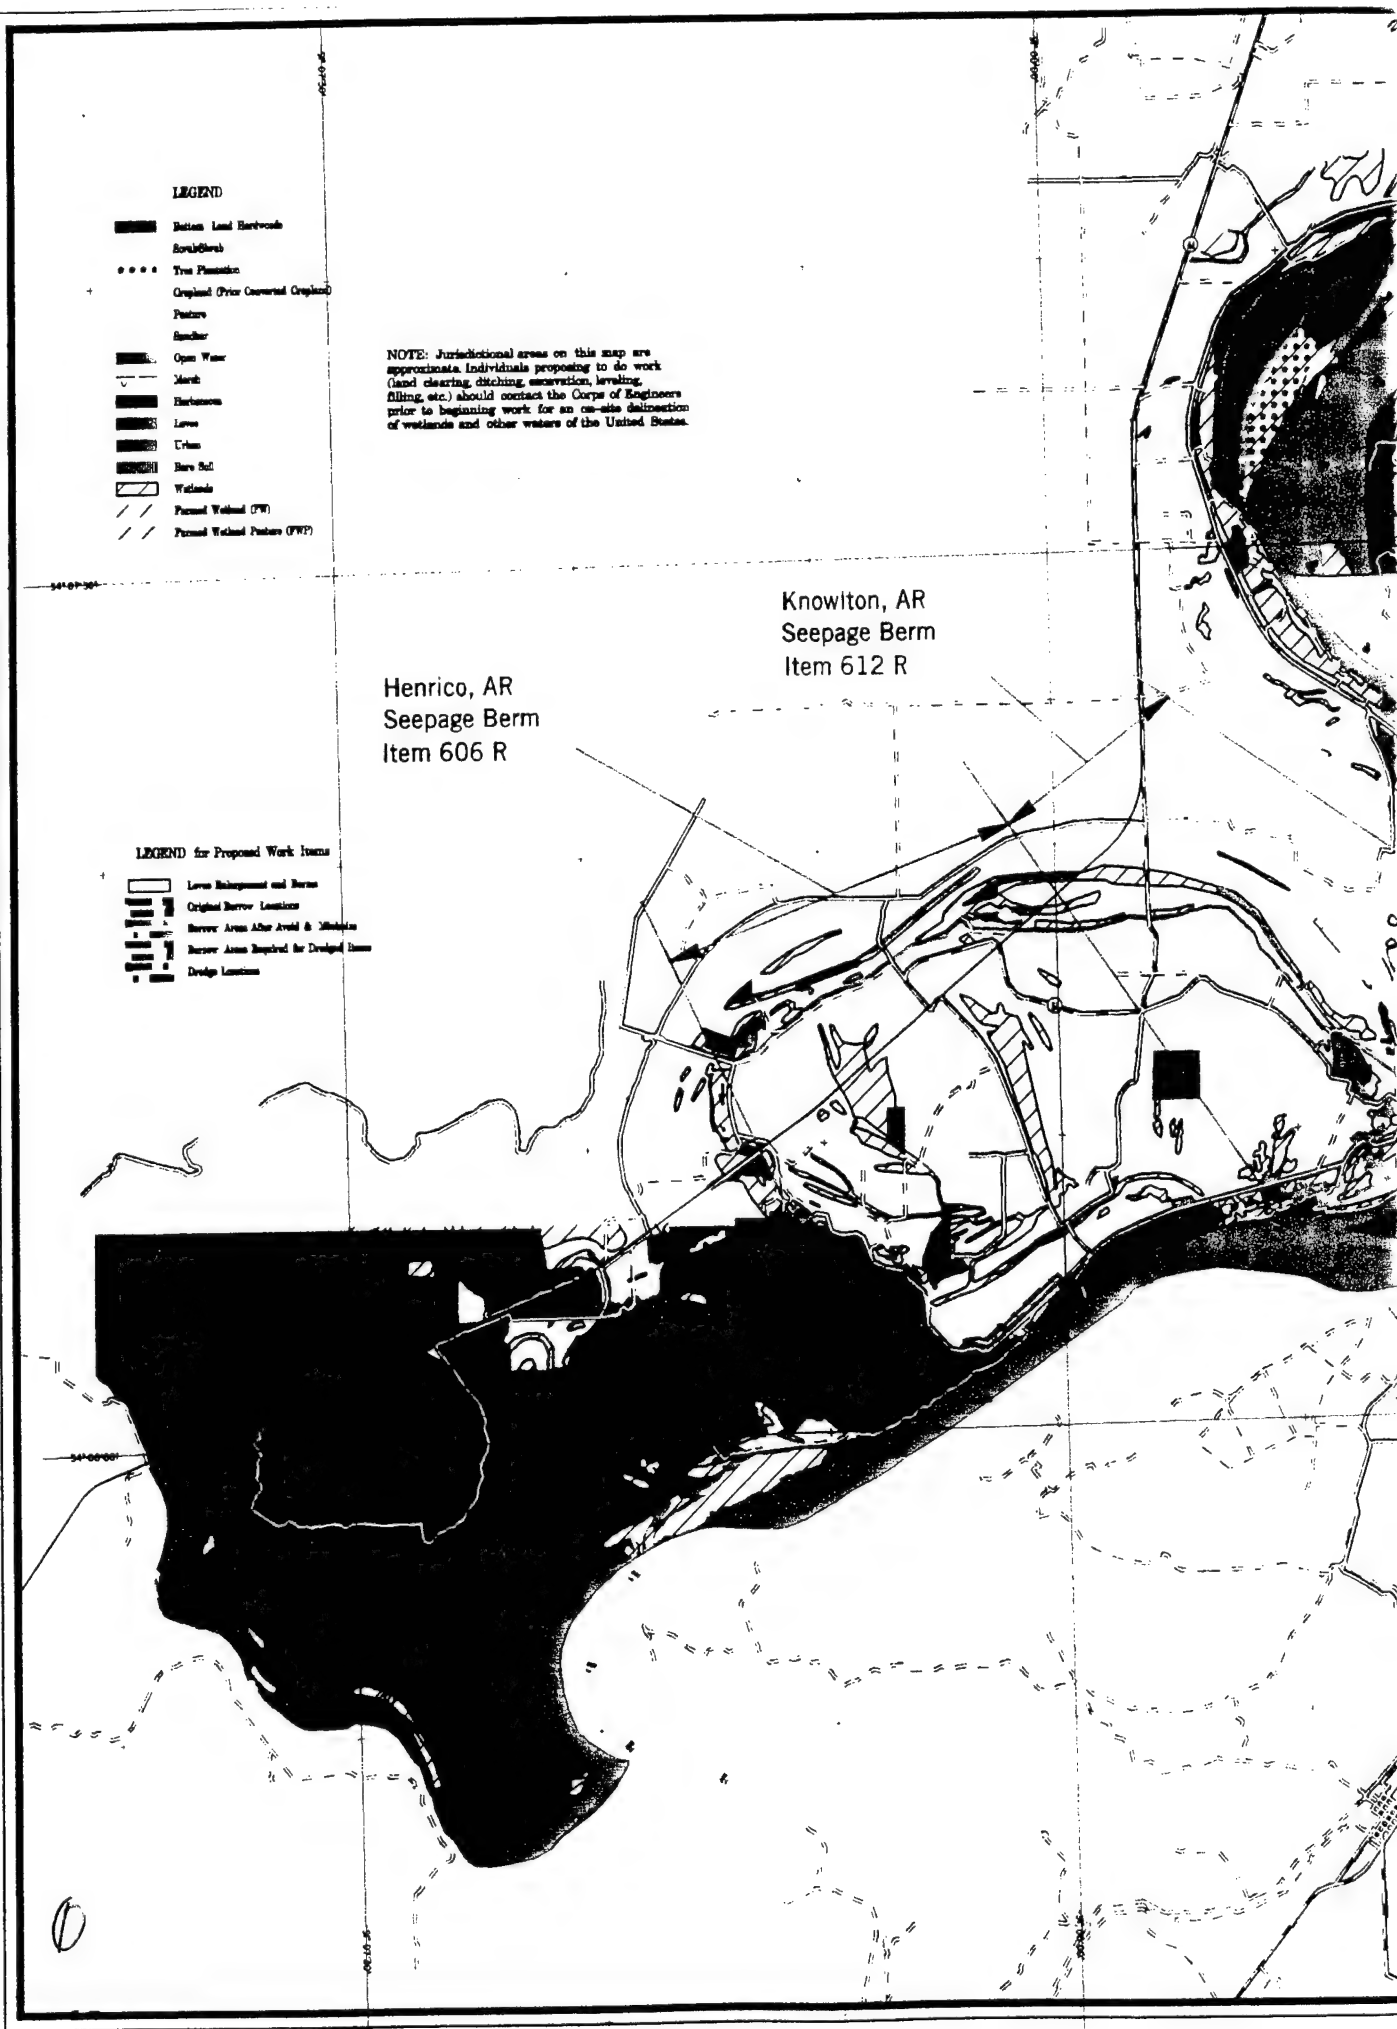 LEGEND
Bottom Land Hardwoods
Scrub/Shrub
Tree Plantation
Cropland (Prior Converted Cropland)
Pasture
Sandbar
Open Water
Marsh
Herbaceous
Levee
Urban
Bare Soil
Wetlands
Farmed Wetland (FW)
Farmed Wetland Pasture (FWP)
NOTE: Jurisdictional areas on this map are
approximate. Individuals proposing to do work
(land clearing, ditching, excavation, leveling,
filling, etc.) should contact the Corps of Engineers
prior to beginning work for an on-site delineation
of wetlands and other waters of the United States.
Knowlton, AR
Seepage Berm
Item 612 R
Henrico, AR
Seepage Berm
Item 606 R
LEGEND for Proposed Work Items
Levee Enlargement and Berms
Original Borrow Locations
Borrow Areas After Avoid & Minimize
Borrow Areas Required for Dredged Items
Dredge Locations